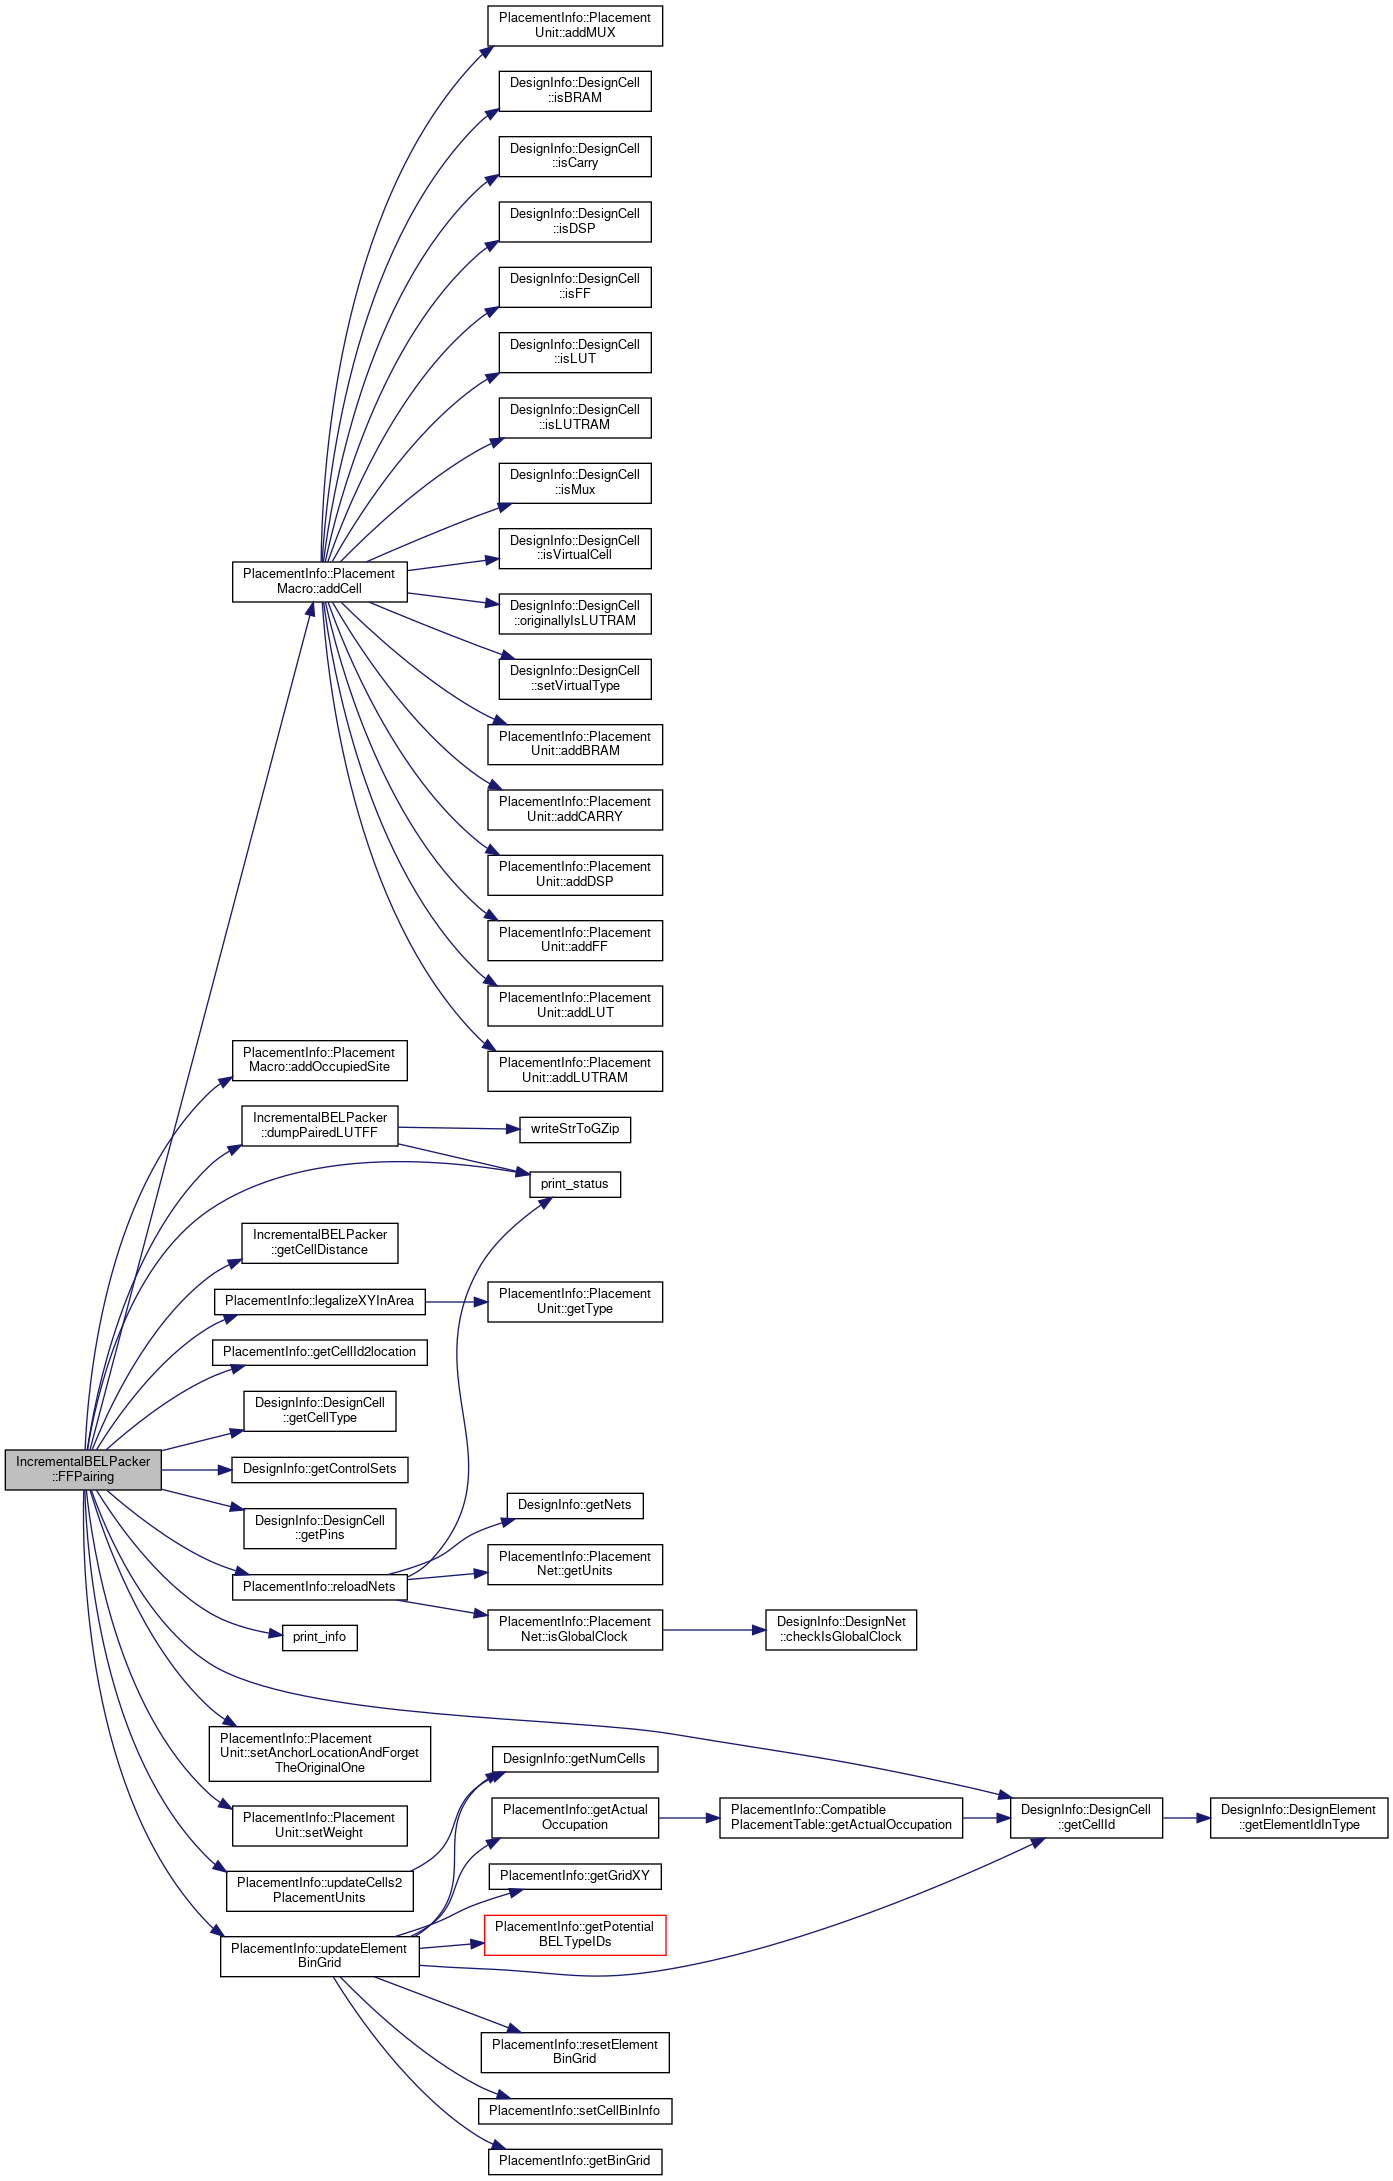 PlacementInfo::Placement
Unit::addMUX
DesignInfo::DesignCell
::isBRAM
DesignInfo::DesignCell
::isCarry
DesignInfo::DesignCell
::isDSP
DesignInfo::DesignCell
::isFF
DesignInfo::DesignCell
::isLUT
DesignInfo::DesignCell
::isLUTRAM
DesignInfo::DesignCell
::isMux
DesignInfo::DesignCell
::isVirtualCell
PlacementInfo::Placement
Macro::addCell
DesignInfo::DesignCell
::originallyIsLUTRAM
DesignInfo::DesignCell
::setVirtualType
PlacementInfo::Placement
Unit::addBRAM
PlacementInfo::Placement
Unit::addCARRY
PlacementInfo::Placement
Unit::addDSP
PlacementInfo::Placement
Unit::addFF
PlacementInfo::Placement
Unit::addLUT
PlacementInfo::Placement
Unit::addLUTRAM
PlacementInfo::Placement
Macro::addOccupiedSite
IncrementalBELPacker
::dumpPairedLUTFF
writeStrToGZip
print_status
IncrementalBELPacker
::getCellDistance
PlacementInfo::legalizeXYInArea
PlacementInfo::Placement
Unit::getType
PlacementInfo::getCellId2location
DesignInfo::DesignCell
::getCellType
IncrementalBELPacker
::FFPairing
DesignInfo::getControlSets
DesignInfo::DesignCell
::getPins
DesignInfo::getNets
PlacementInfo::Placement
Net::getUnits
PlacementInfo::reloadNets
PlacementInfo::Placement
Net::isGlobalClock
DesignInfo::DesignNet
::checkIsGlobalClock
print_info
PlacementInfo::Placement
Unit::setAnchorLocationAndForget
TheOriginalOne
DesignInfo::getNumCells
PlacementInfo::Placement
Unit::setWeight
PlacementInfo::getActual
Occupation
PlacementInfo::Compatible
PlacementTable::getActualOccupation
DesignInfo::DesignCell
::getCellId
DesignInfo::DesignElement
::getElementIdInType
PlacementInfo::updateCells2
PlacementUnits
PlacementInfo::getGridXY
PlacementInfo::updateElement
BinGrid
PlacementInfo::getPotential
BELTypeIDs
PlacementInfo::resetElement
BinGrid
PlacementInfo::setCellBinInfo
PlacementInfo::getBinGrid